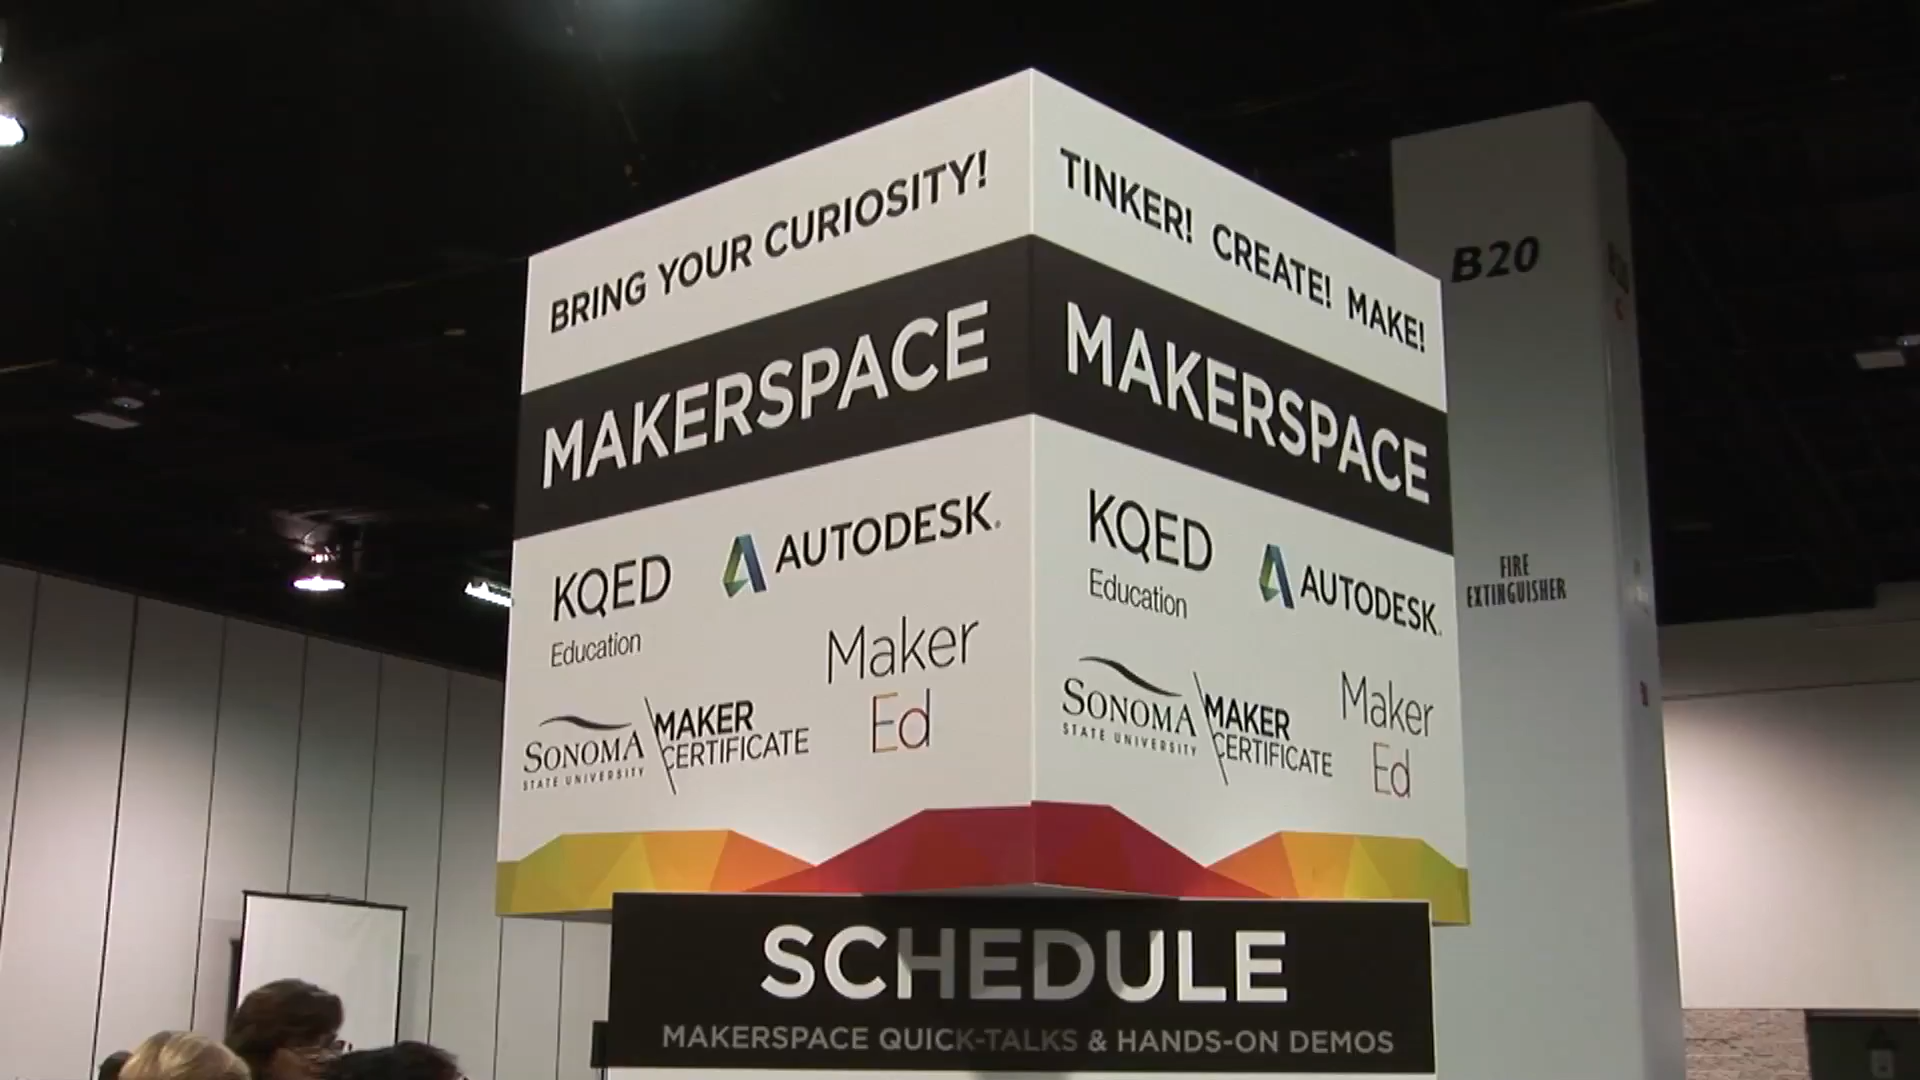 BRING YOUR CURIOSITY!
MAKERSPACE
KQED
Education
AUTODESK.
SONOMA
STATE UNIVERSITY
MAKER
CERTIFICATE
Maker
Ed
TINKER! CREATE! MAKE!
MAKERSPACE
KQED
Education
AUTODESK.
SONOMA
STATE UNIVERSITY
MAKER
CERTIFICATE
Maker
Ed
SCHEDULE
MAKERSPACE QUICK-TALKS & HANDS-ON DEMOS
B20
FIRE
EXTINGUISHER